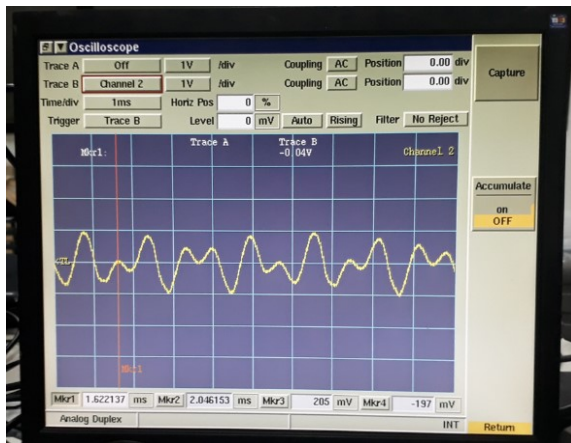 Oscilloscope
Trace A Off 1V /div Coupling AC Position 0.00 div
Trace B Channel 2 1V /div Coupling AC Position 0.00 div
Time/div 1ms Horiz Pos 0 %
Trigger Trace B Level 0 mV Auto Rising Filter No Reject
Capture
Trace A Trace B
Mkr1: -0.04V Channel 2
Accumulate
on
OFF
Mkr1
Mkr1 1.622137 ms Mkr2 2.046153 ms Mkr3 205 mV Mkr4 -197 mV
Analog Duplex INT
Return